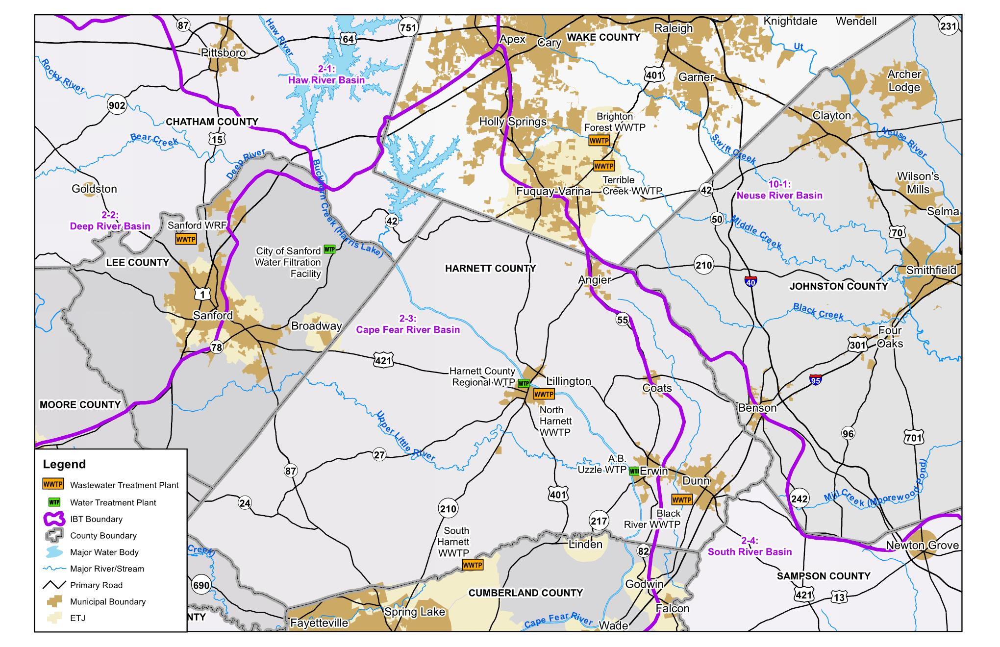 87
751
Haw River
64
Pittsboro
Knightdale
Wendell
231
Raleigh
WAKE COUNTY
Apex
Cary
Ut
Rocky River
2-1:
Haw River Basin
401
Garner
Archer
Lodge
902
CHATHAM COUNTY
15
Bear Creek
Deep River
Buckhorn Creek (Harris Lake)
Holly Springs
Brighton
Forest WWTP
WWTP
WWTP
Terrible
Creek WWTP
Swift Creek
Clayton
Neuse River
Goldston
Fuquay-Varina
42
10-1:
Neuse River Basin
Wilson's
Mills
Selma
2-2:
Deep River Basin
Sanford WRF
WWTP
42
50
Middle Creek
70
City of Sanford
Water Filtration
Facility
WTP
LEE COUNTY
HARNETT COUNTY
210
Smithfield
Angier
40
JOHNSTON COUNTY
1
Sanford
Broadway
2-3:
Cape Fear River Basin
55
Black Creek
Four
Oaks
301
78
421
95
Harnett County
Regional WTP
WTP
Lillington
WWTP
North
Harnett
WWTP
Coats
Benson
MOORE COUNTY
Upper Little River
96
701
27
87
A.B.
Uzzle WTP
WTP
Erwin
Dunn
WWTP
Black
River WWTP
24
210
401
217
242
Mill Creek (Moorewood Pond)
South
Harnett
WWTP
WWTP
Linden
82
2-4:
South River Basin
Newton Grove
SAMPSON COUNTY
Creek)
690
NTY
Godwin
CUMBERLAND COUNTY
421
13
Falcon
Fayetteville
Spring Lake
Cape Fear River
Wade
Legend
WWTP Wastewater Treatment Plant
WTP Water Treatment Plant
IBT Boundary
County Boundary
Major Water Body
Major River/Stream
Primary Road
Municipal Boundary
ETJ